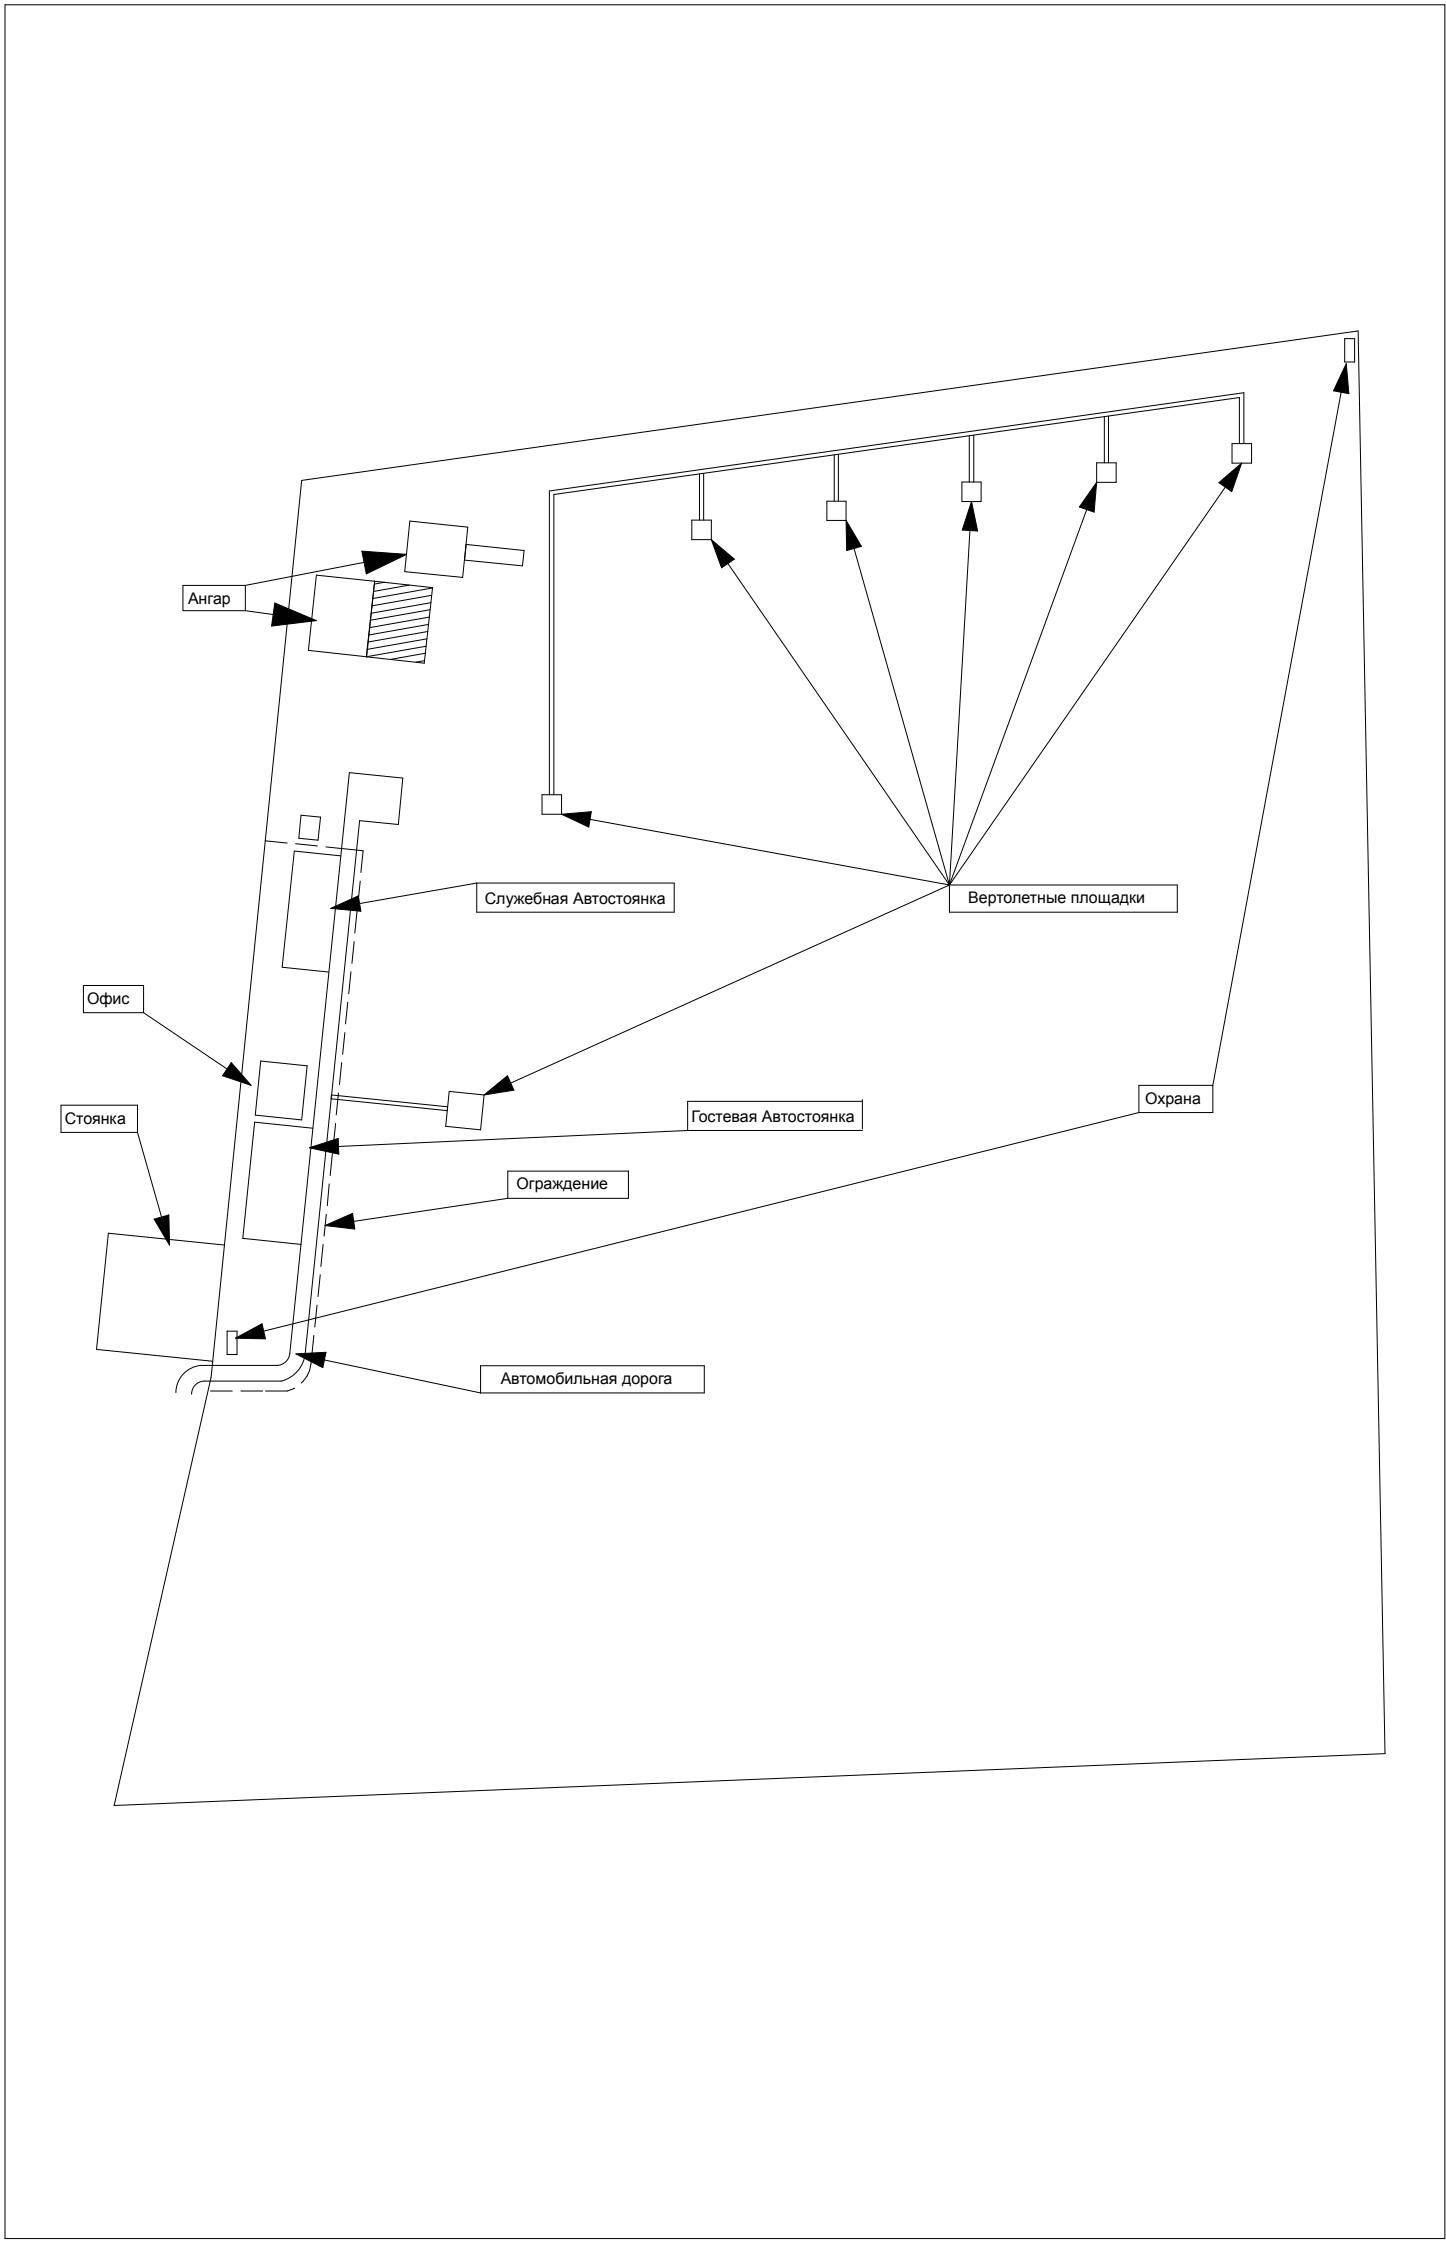 Ангар
Служебная Автостоянка
Вертолетные площадки
Офис
Стоянка
Гостевая Автостоянка
Охрана
Ограждение
Автомобильная дорога